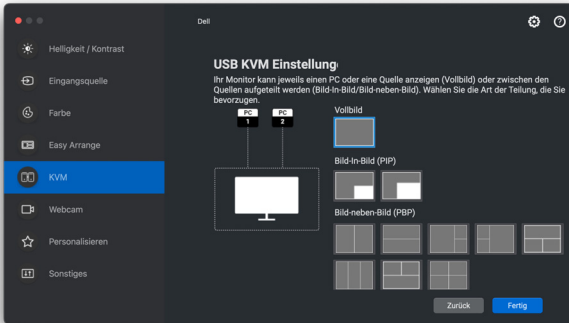 Dell
Helligkeit / Kontrast
Eingangsquelle
Farbe
Easy Arrange
KVM
Webcam
Personalisieren
Sonstiges
USB KVM Einstellung
Ihr Monitor kann jeweils einen PC oder eine Quelle anzeigen (Vollbild) oder zwischen den
Quellen aufgeteilt werden (Bild-In-Bild/Bild-neben-Bild). Wählen Sie die Art der Teilung, die Sie
bevorzugen.
PC
1
PC
2
Vollbild
Bild-In-Bild (PIP)
Bild-neben-Bild (PBP)
Zurück
Fertig